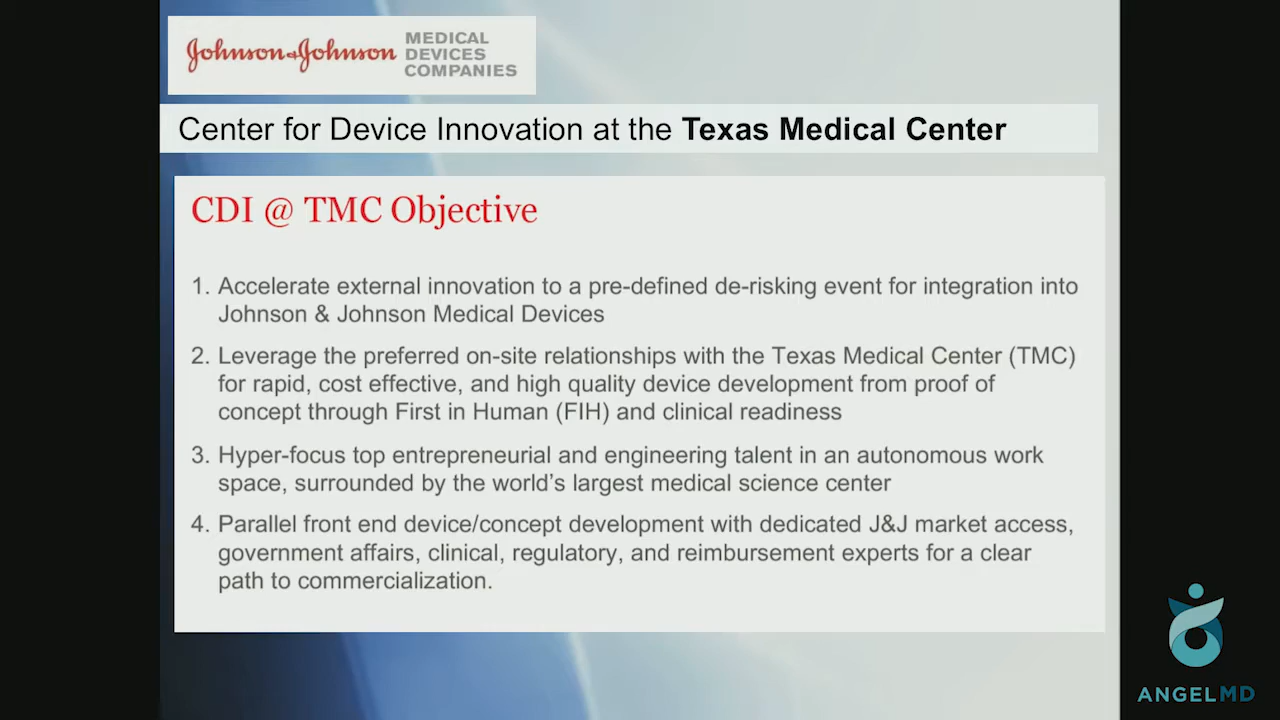 Johnson & Johnson
MEDICAL
DEVICES
COMPANIES
Center for Device Innovation at the Texas Medical Center
CDI @ TMC Objective
1. Accelerate external innovation to a pre-defined de-risking event for integration into
Johnson & Johnson Medical Devices
2. Leverage the preferred on-site relationships with the Texas Medical Center (TMC)
for rapid, cost effective, and high quality device development from proof of
concept through First in Human (FIH) and clinical readiness
3. Hyper-focus top entrepreneurial and engineering talent in an autonomous work
space, surrounded by the world's largest medical science center
4. Parallel front end device/concept development with dedicated J&J market access,
government affairs, clinical, regulatory, and reimbursement experts for a clear
path to commercialization.
ANGELMD